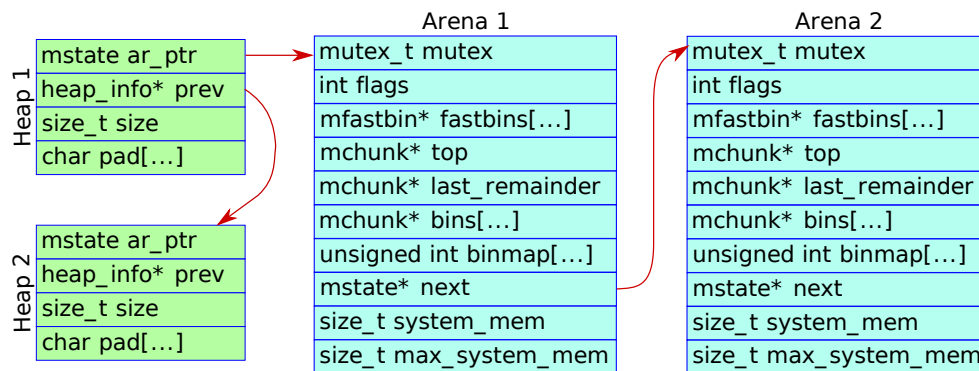 Heap 1
mstate ar_ptr
heap_info* prev
size_t size
char pad[…]
Heap 2
mstate ar_ptr
heap_info* prev
size_t size
char pad[…]
Arena 1
mutex_t mutex
int flags
mfastbin* fastbins[…]
mchunk* top
mchunk* last_remainder
mchunk* bins[…]
unsigned int binmap[…]
mstate* next
size_t system_mem
size_t max_system_mem
Arena 2
mutex_t mutex
int flags
mfastbin* fastbins[…]
mchunk* top
mchunk* last_remainder
mchunk* bins[…]
unsigned int binmap[…]
mstate* next
size_t system_mem
size_t max_system_mem